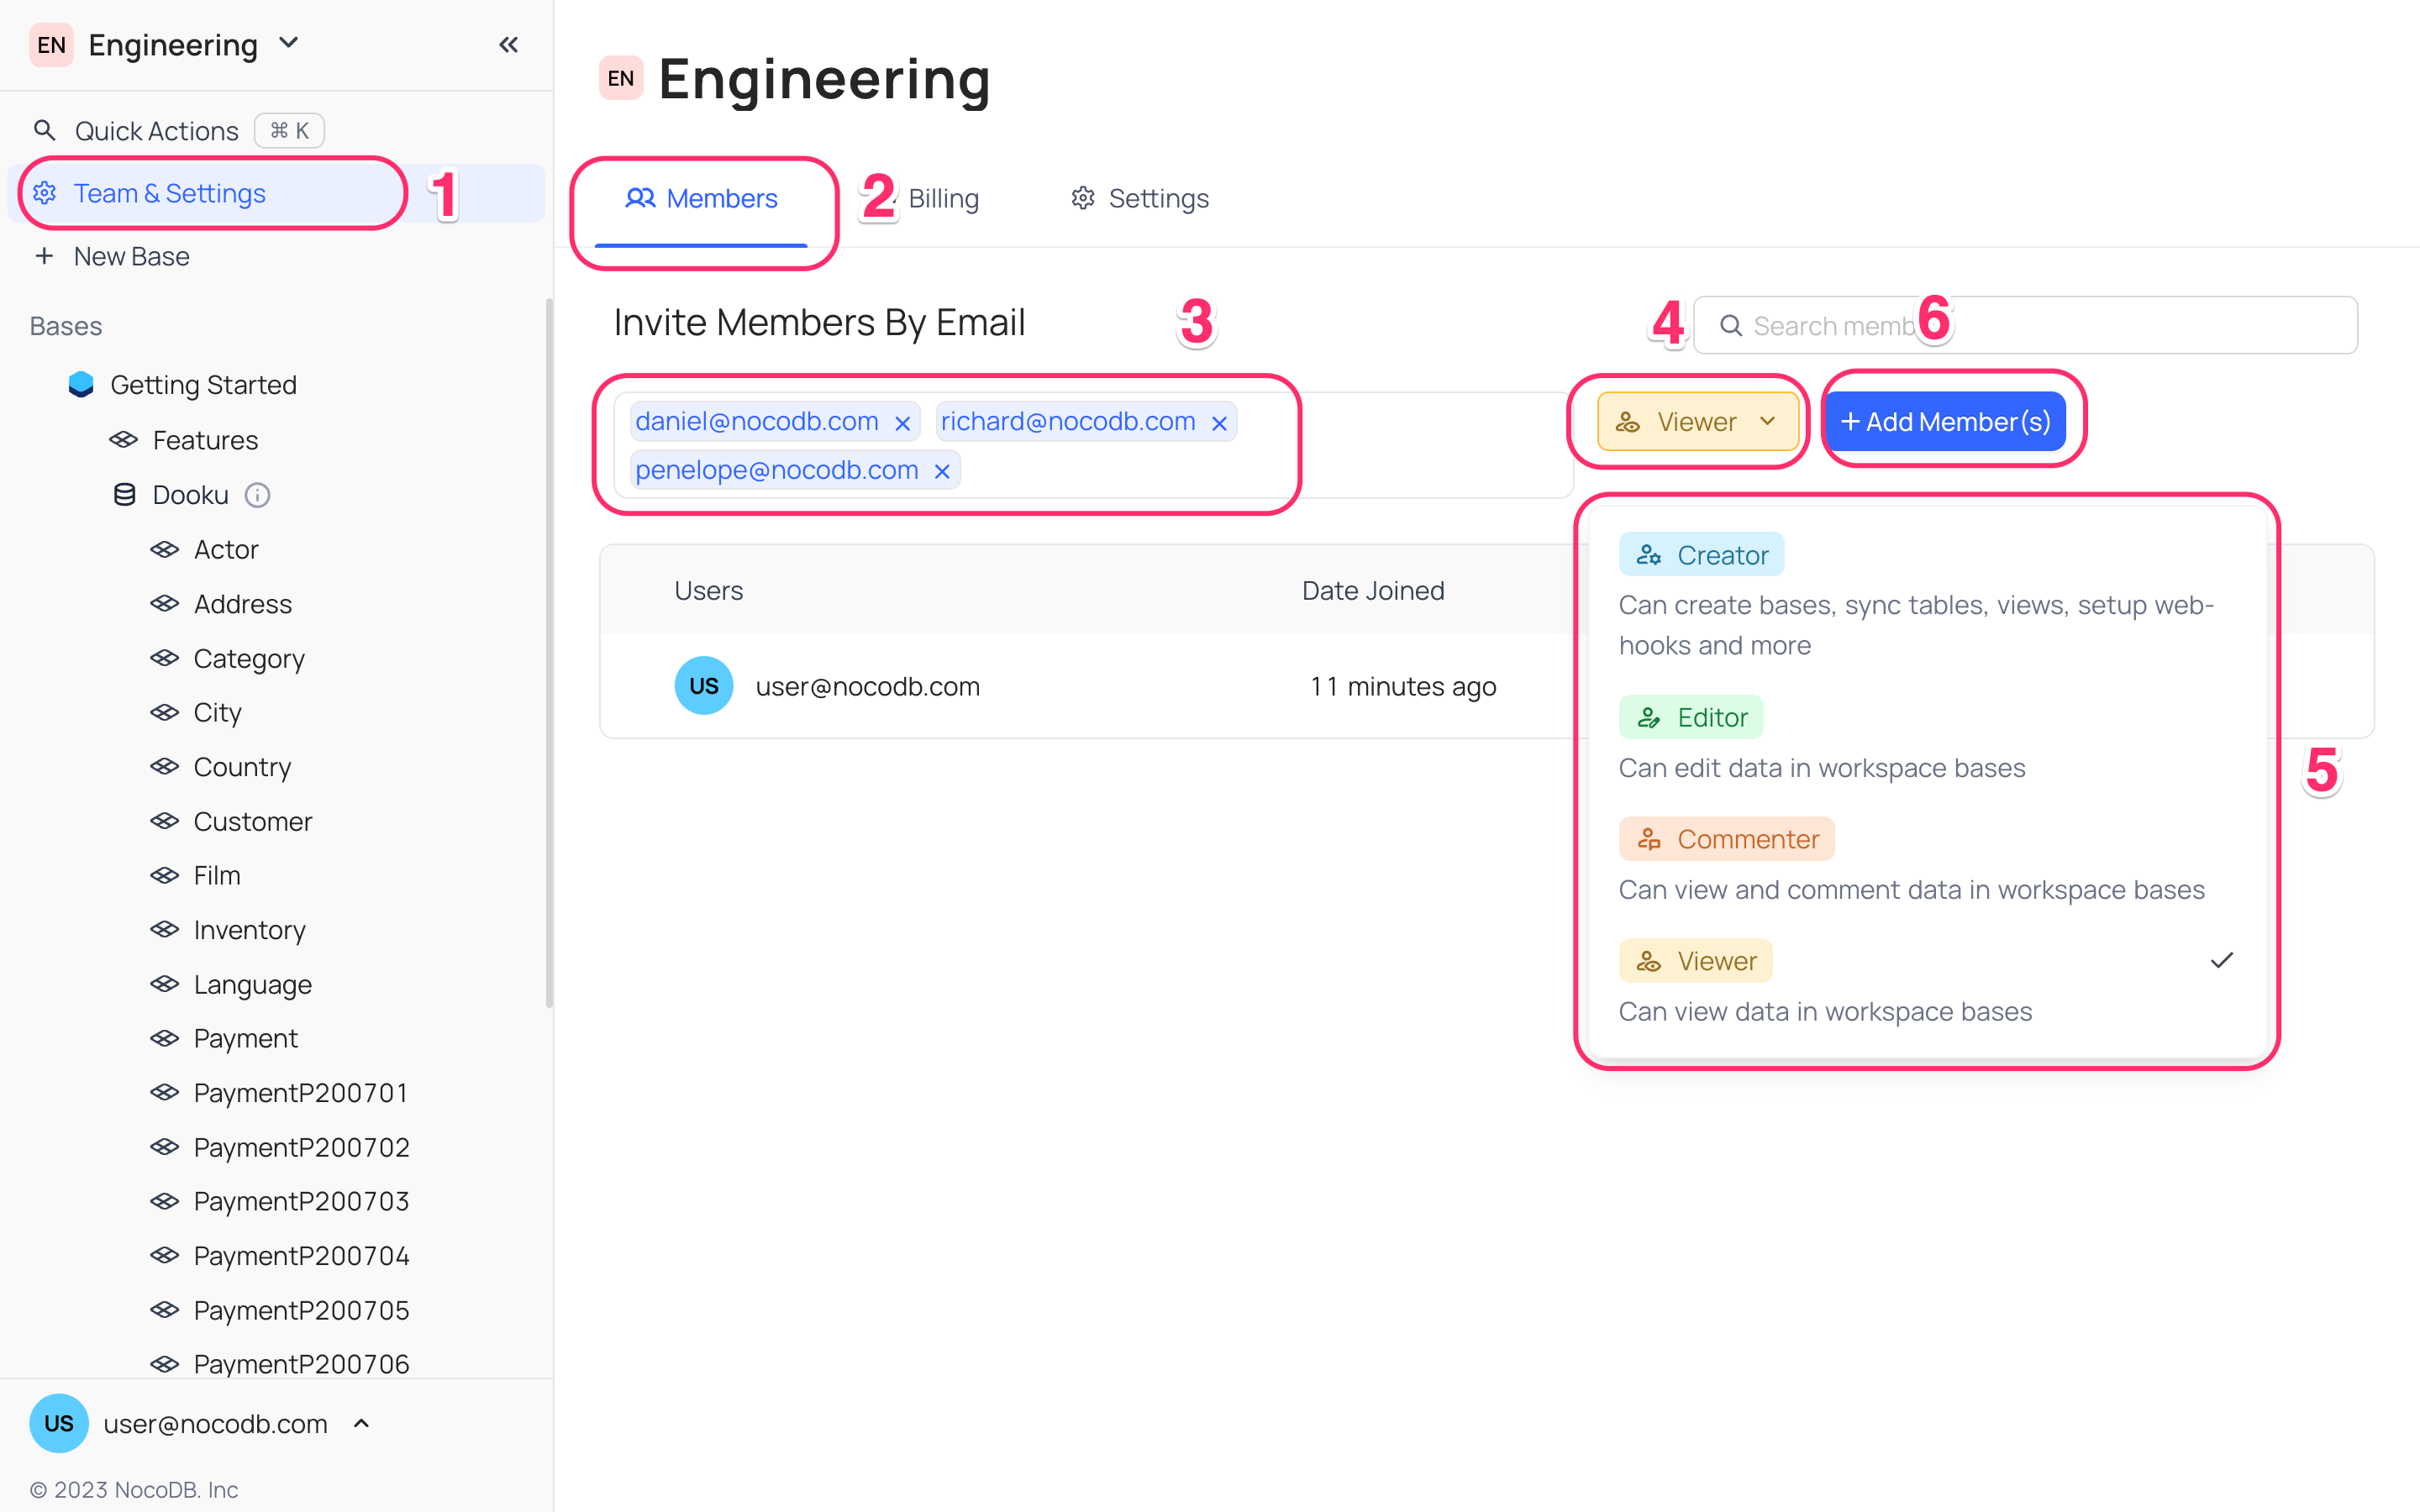 EN Engineering
Quick Actions ⌘ K
Team & Settings 1
+ New Base
Bases
Getting Started
Features
Dooku
Actor
Address
Category
City
Country
Customer
Film
Inventory
Language
Payment
PaymentP200701
PaymentP200702
PaymentP200703
PaymentP200704
PaymentP200705
PaymentP200706
US user@nocodb.com
© 2023 NocoDB. Inc
EN Engineering
Members 2 Billing Settings
Invite Members By Email 3 4 Search memb 6
daniel@nocodb.com × richard@nocodb.com ×
penelope@nocodb.com ×
Viewer
+ Add Member(s)
Users Date Joined
US user@nocodb.com 11 minutes ago
Creator
Can create bases, sync tables, views, setup web-
hooks and more
Editor
Can edit data in workspace bases
5
Commenter
Can view and comment data in workspace bases
Viewer
Can view data in workspace bases